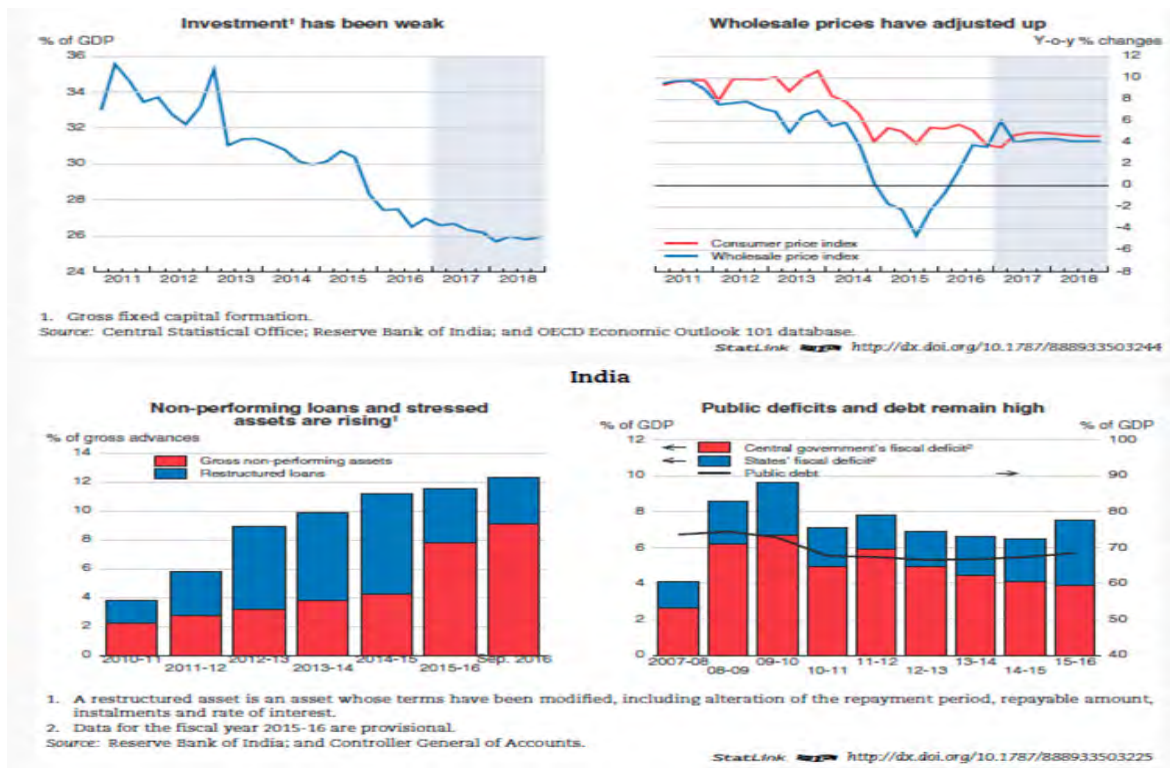 Investment¹ has been weak
% of GDP
36
34
32
30
28
26
24
2011 2012 2013 2014 2015 2016 2017 2018
Wholesale prices have adjusted up
Y-o-y % changes
12
10
8
6
4
2
0
-2
-4
-6
-8
Consumer price index
Wholesale price index
2011 2012 2013 2014 2015 2016 2017 2018
1. Gross fixed capital formation.
Source: Central Statistical Office; Reserve Bank of India; and OECD Economic Outlook 101 database.
StatLink http://dx.doi.org/10.1787/888933503244
India
Non-performing loans and stressed
assets are rising¹
% of gross advances
14
12
10
8
6
4
2
0
Gross non-performing assets
Restructured loans
2010-11 2011-12 2012-13 2013-14 2014-15 2015-16 Sep. 2016
Public deficits and debt remain high
% of GDP % of GDP
12 100
10 90
8 80
6 70
4 60
2 50
0 40
Central government's fiscal deficit²
States' fiscal deficit²
Public debt
2007-08 08-09 09-10 10-11 11-12 12-13 13-14 14-15 15-16
1. A restructured asset is an asset whose terms have been modified, including alteration of the repayment period, repayable amount,
instalments and rate of interest.
2. Data for the fiscal year 2015-16 are provisional.
Source: Reserve Bank of India; and Controller General of Accounts.
StatLink http://dx.doi.org/10.1787/888933503225